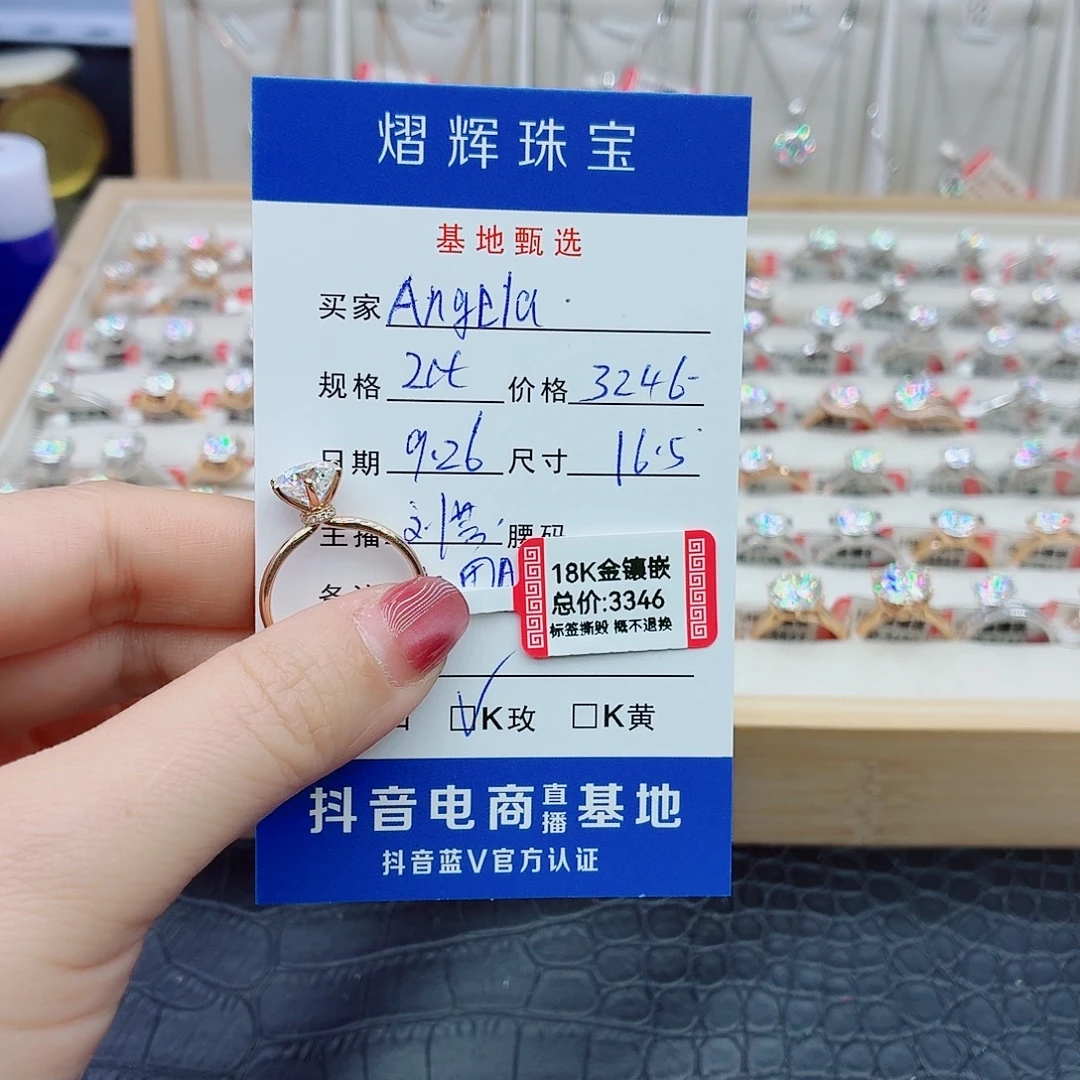 熠辉珠宝
基地甄选
买家 Angela
规格 2ct 价格 3246
日期 9.26 尺寸 16.5
主播 腰码
18K金镶嵌
总价:3346
标签撕毁 概不退换
☑K玫 □K黄
抖音电商直播基地
抖音蓝V官方认证